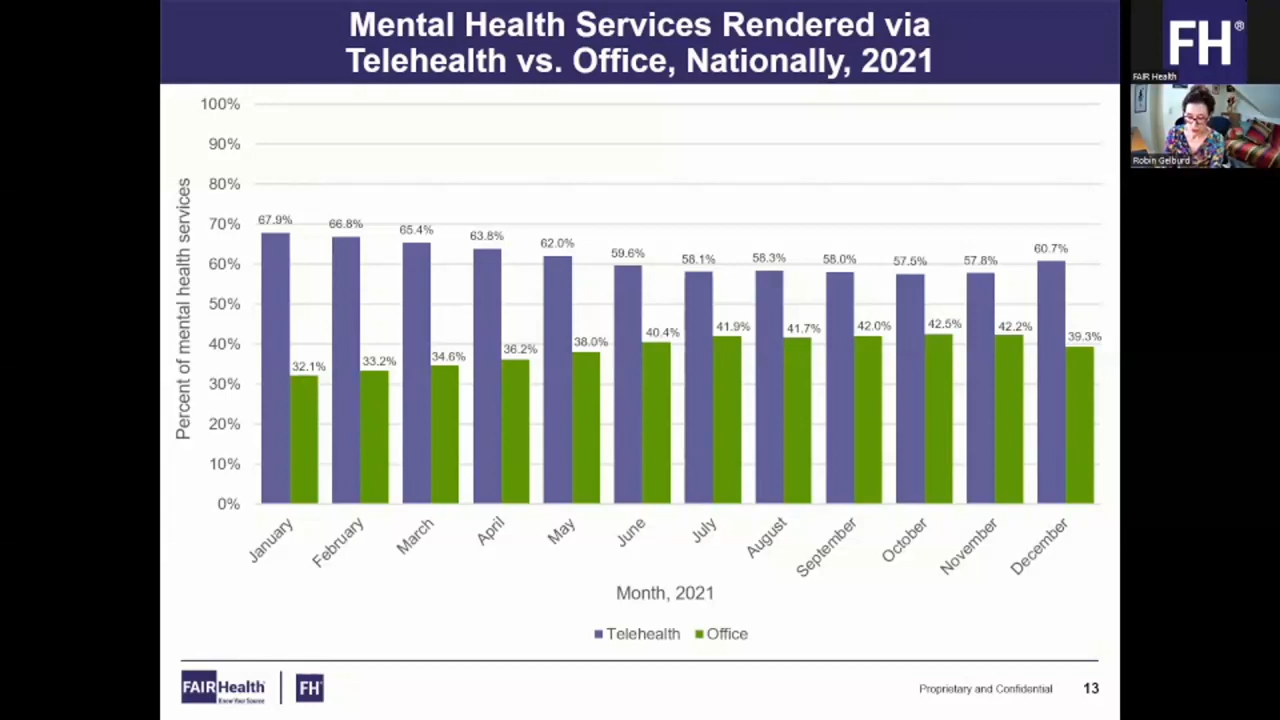 Mental Health Services Rendered via
Telehealth vs. Office, Nationally, 2021
FH®
FAIR Health
Robin Gelburd
Percent of mental health services
100%
90%
80%
70%
60%
50%
40%
30%
20%
10%
0%
67.9%
32.1%
66.8%
33.2%
65.4%
34.6%
63.8%
36.2%
62.0%
38.0%
59.6%
40.4%
58.1%
41.9%
58.3%
41.7%
58.0%
42.0%
57.5%
42.5%
57.8%
42.2%
60.7%
39.3%
January
February
March
April
May
June
July
August
September
October
November
December
Month, 2021
Telehealth
Office
FAIR Health
Know Your Source
FH
Proprietary and Confidential
13